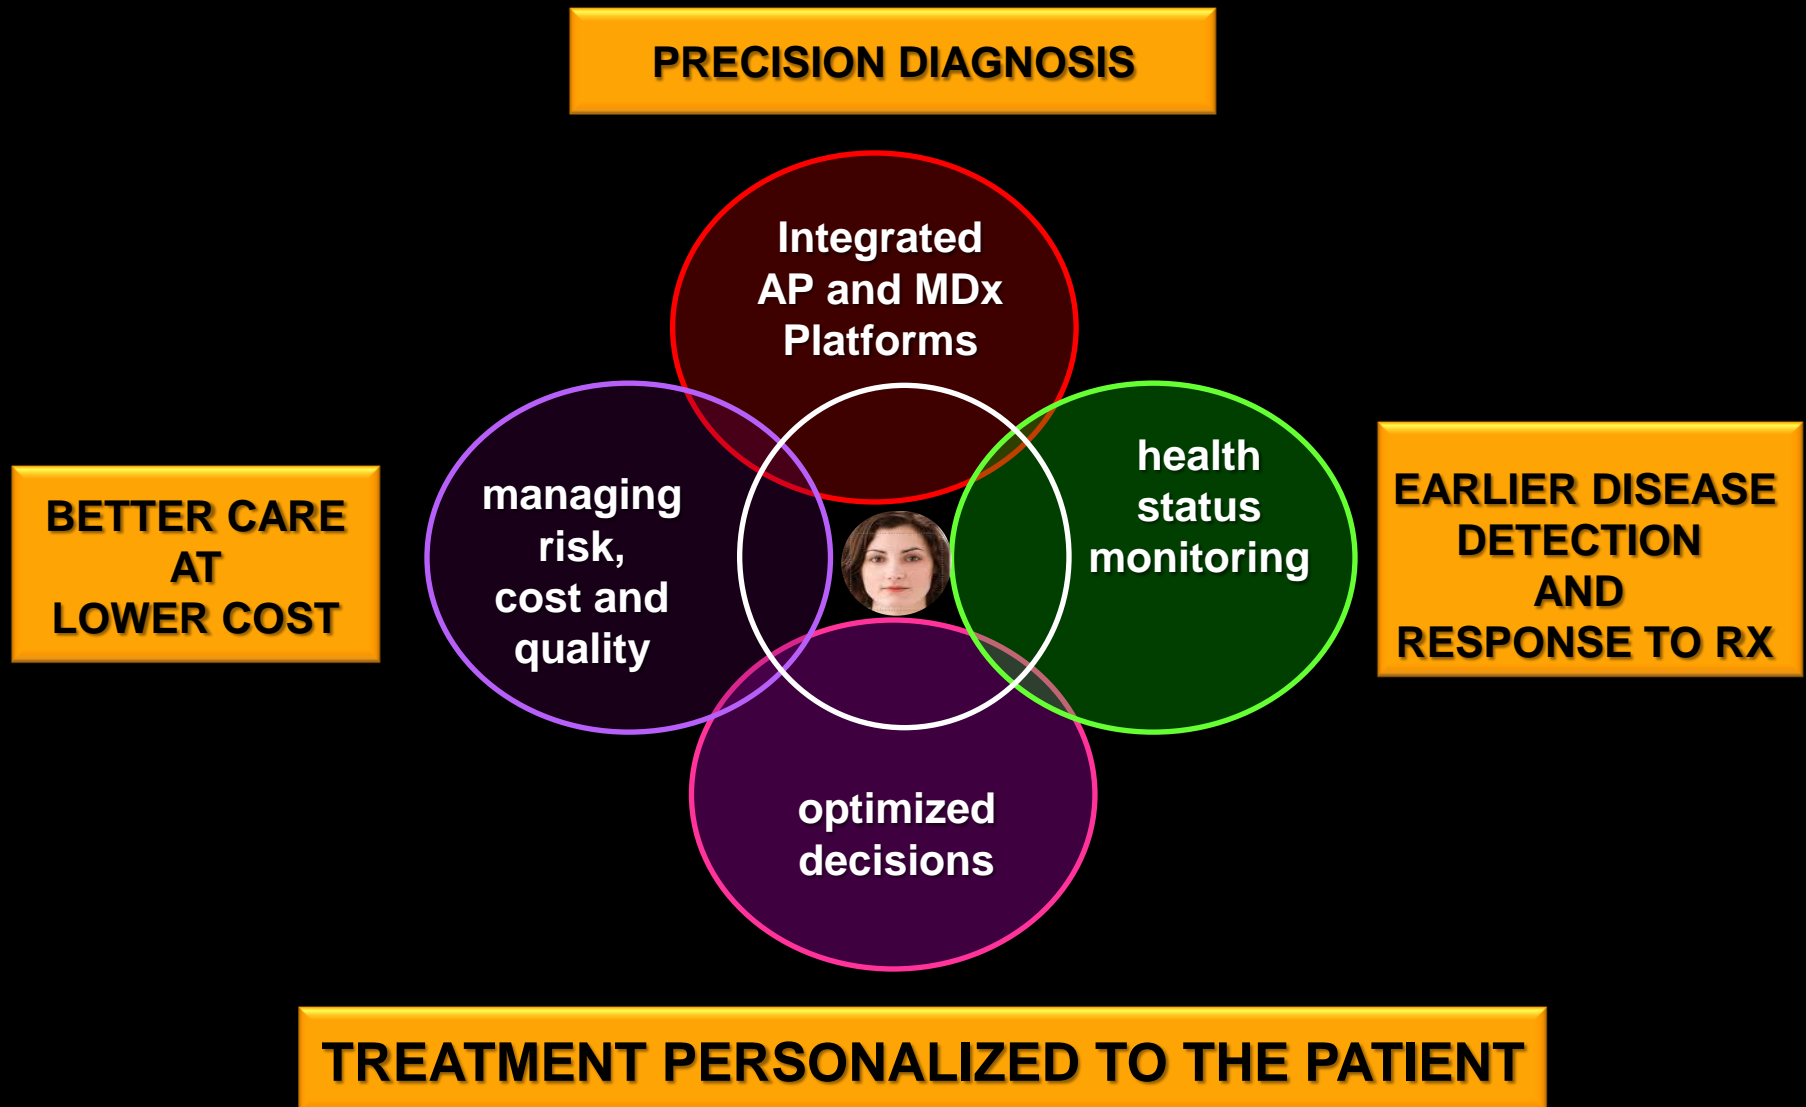 PRECISION DIAGNOSIS
Integrated
AP and MDx
Platforms
managing
risk,
cost and
quality
health
status
monitoring
BETTER CARE
AT
LOWER COST
EARLIER DISEASE
DETECTION
AND
RESPONSE TO RX
optimized
decisions
TREATMENT PERSONALIZED TO THE PATIENT